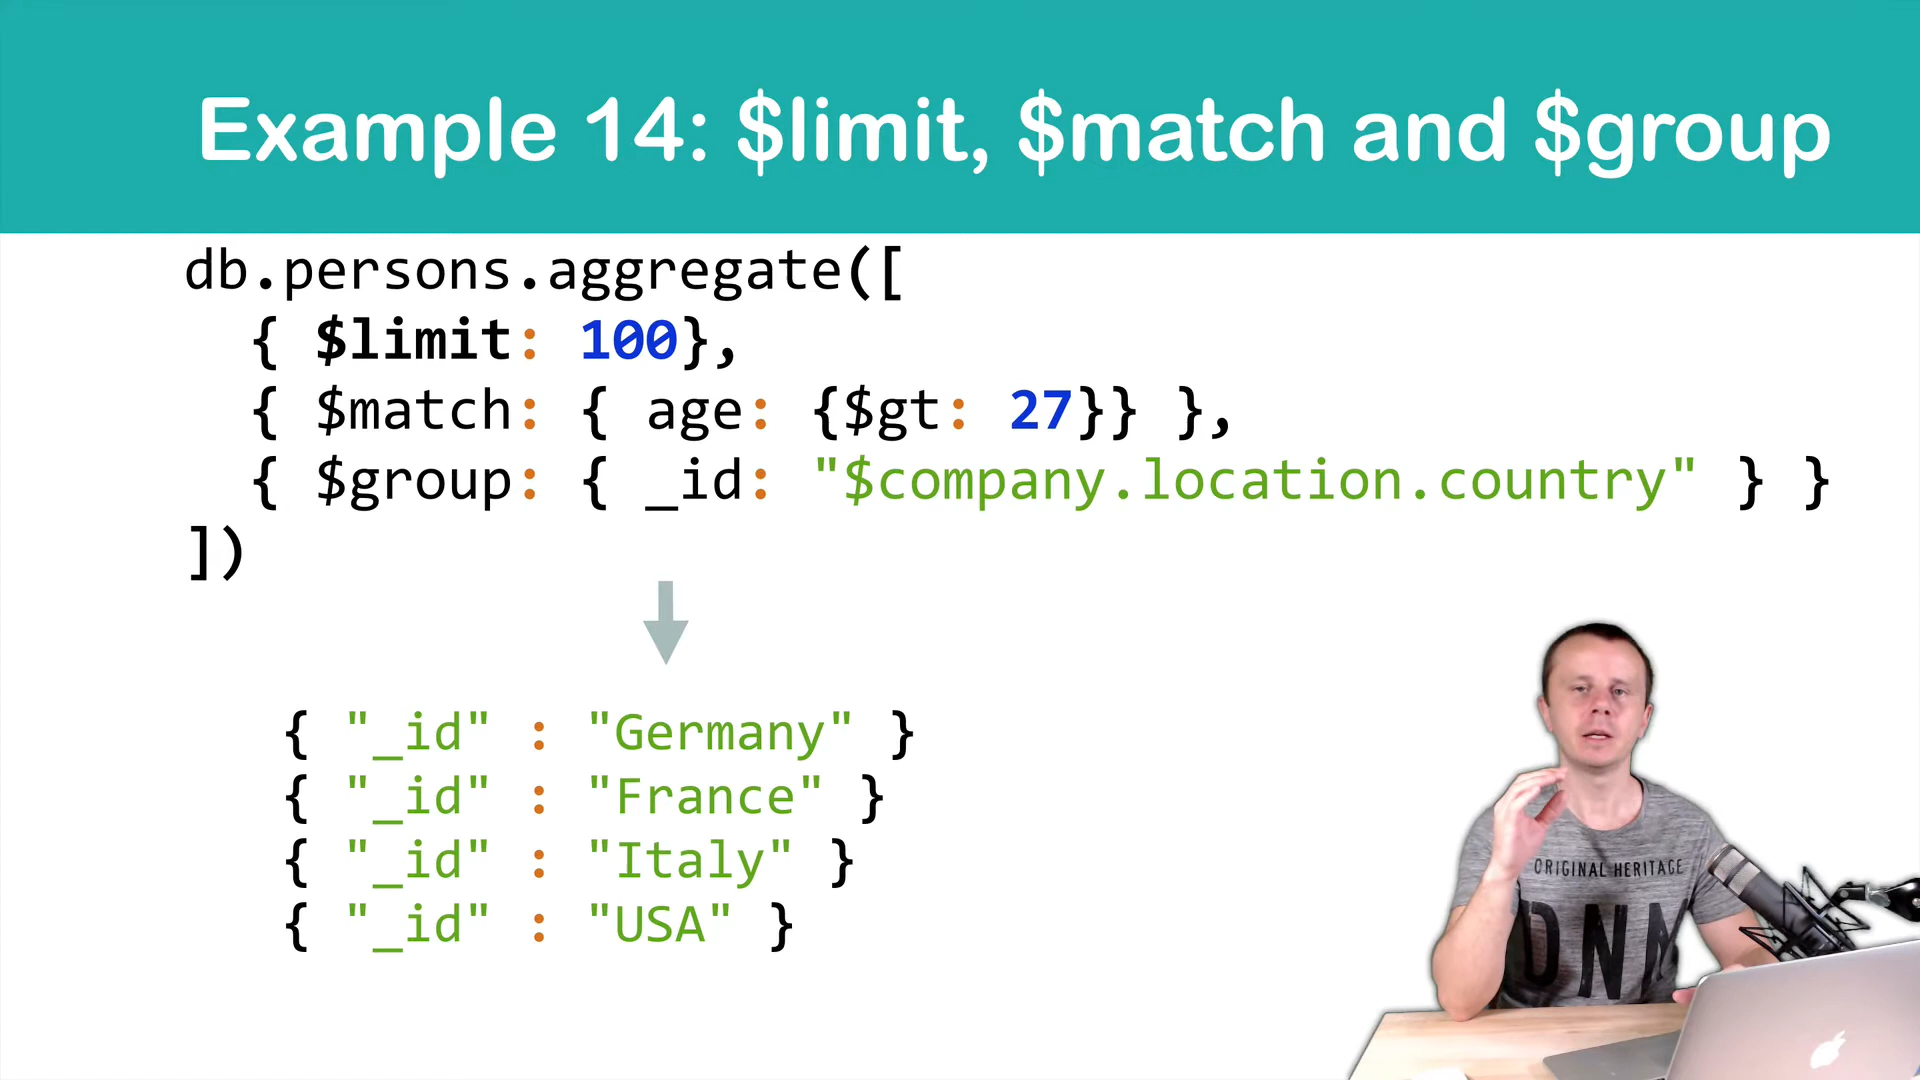 Example 14: $limit, $match and $group
db.persons.aggregate([
{ $limit: 100},
{ $match: { age: {$gt: 27}} },
{ $group: { _id: "$company.location.country" } }
])
{ "_id" : "Germany" }
{ "_id" : "France" }
{ "_id" : "Italy" }
{ "_id" : "USA" }
ORIGINAL HERITAGE
DNM